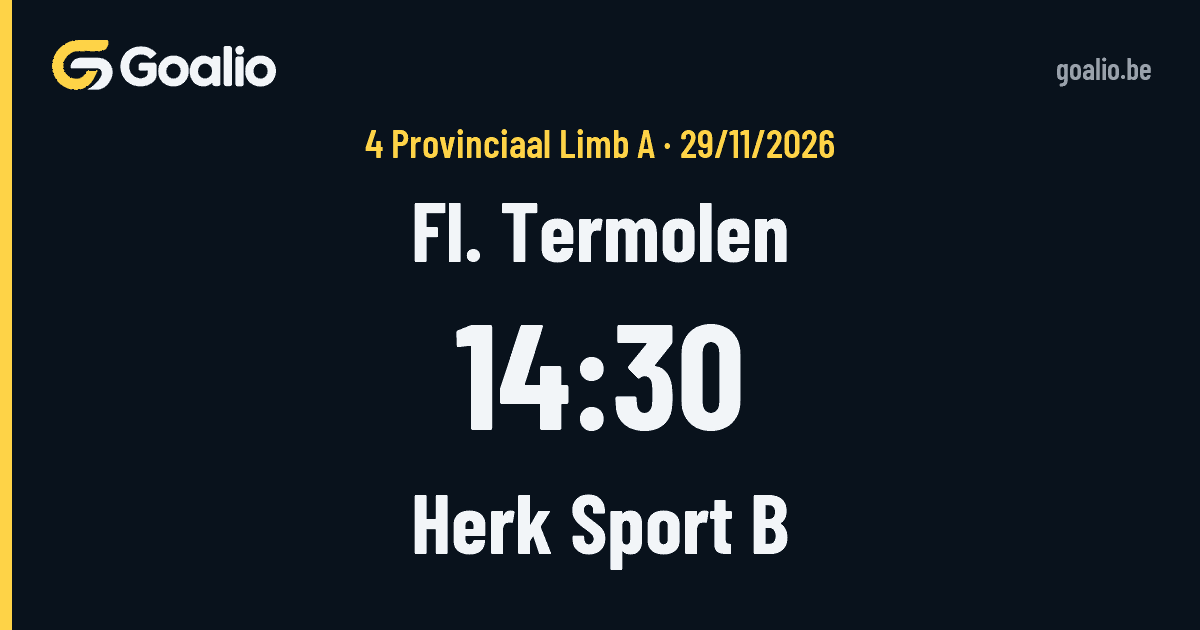 Goalio
goalio.be
4 Provinciaal Limb A · 29/11/2026
Fl. Termolen
14:30
Herk Sport B